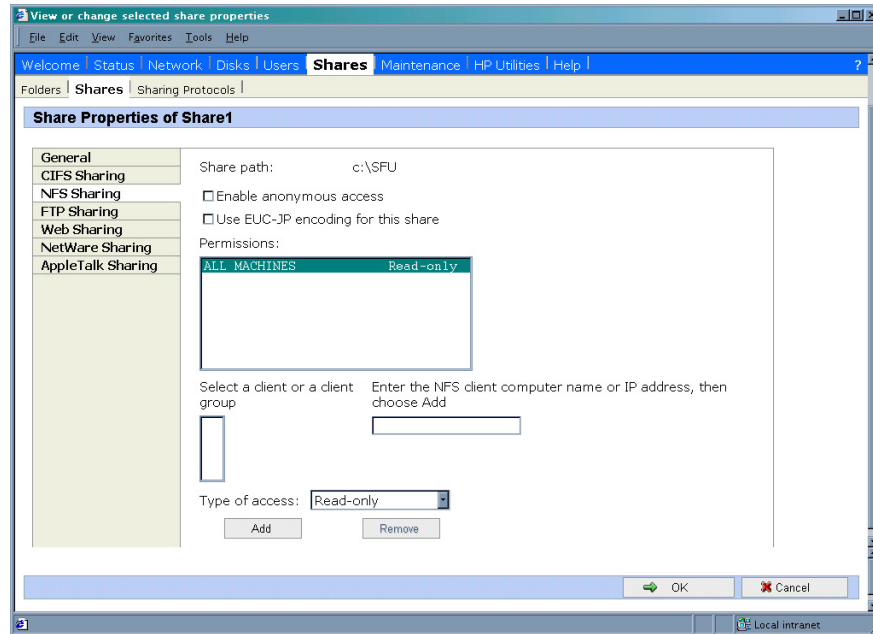 View or change selected share properties
File Edit View Favorites Tools Help
Welcome Status Network Disks Users Shares Maintenance HP Utilities Help ?
Folders Shares Sharing Protocols
Share Properties of Share1
General
CIFS Sharing
NFS Sharing
FTP Sharing
Web Sharing
NetWare Sharing
AppleTalk Sharing
Share path: c:\SFU
Enable anonymous access
Use EUC-JP encoding for this share
Permissions:
ALL MACHINES Read-only
Select a client or a client group
Enter the NFS client computer name or IP address, then choose Add
Type of access: Read-only
Add Remove
OK Cancel
Local intranet